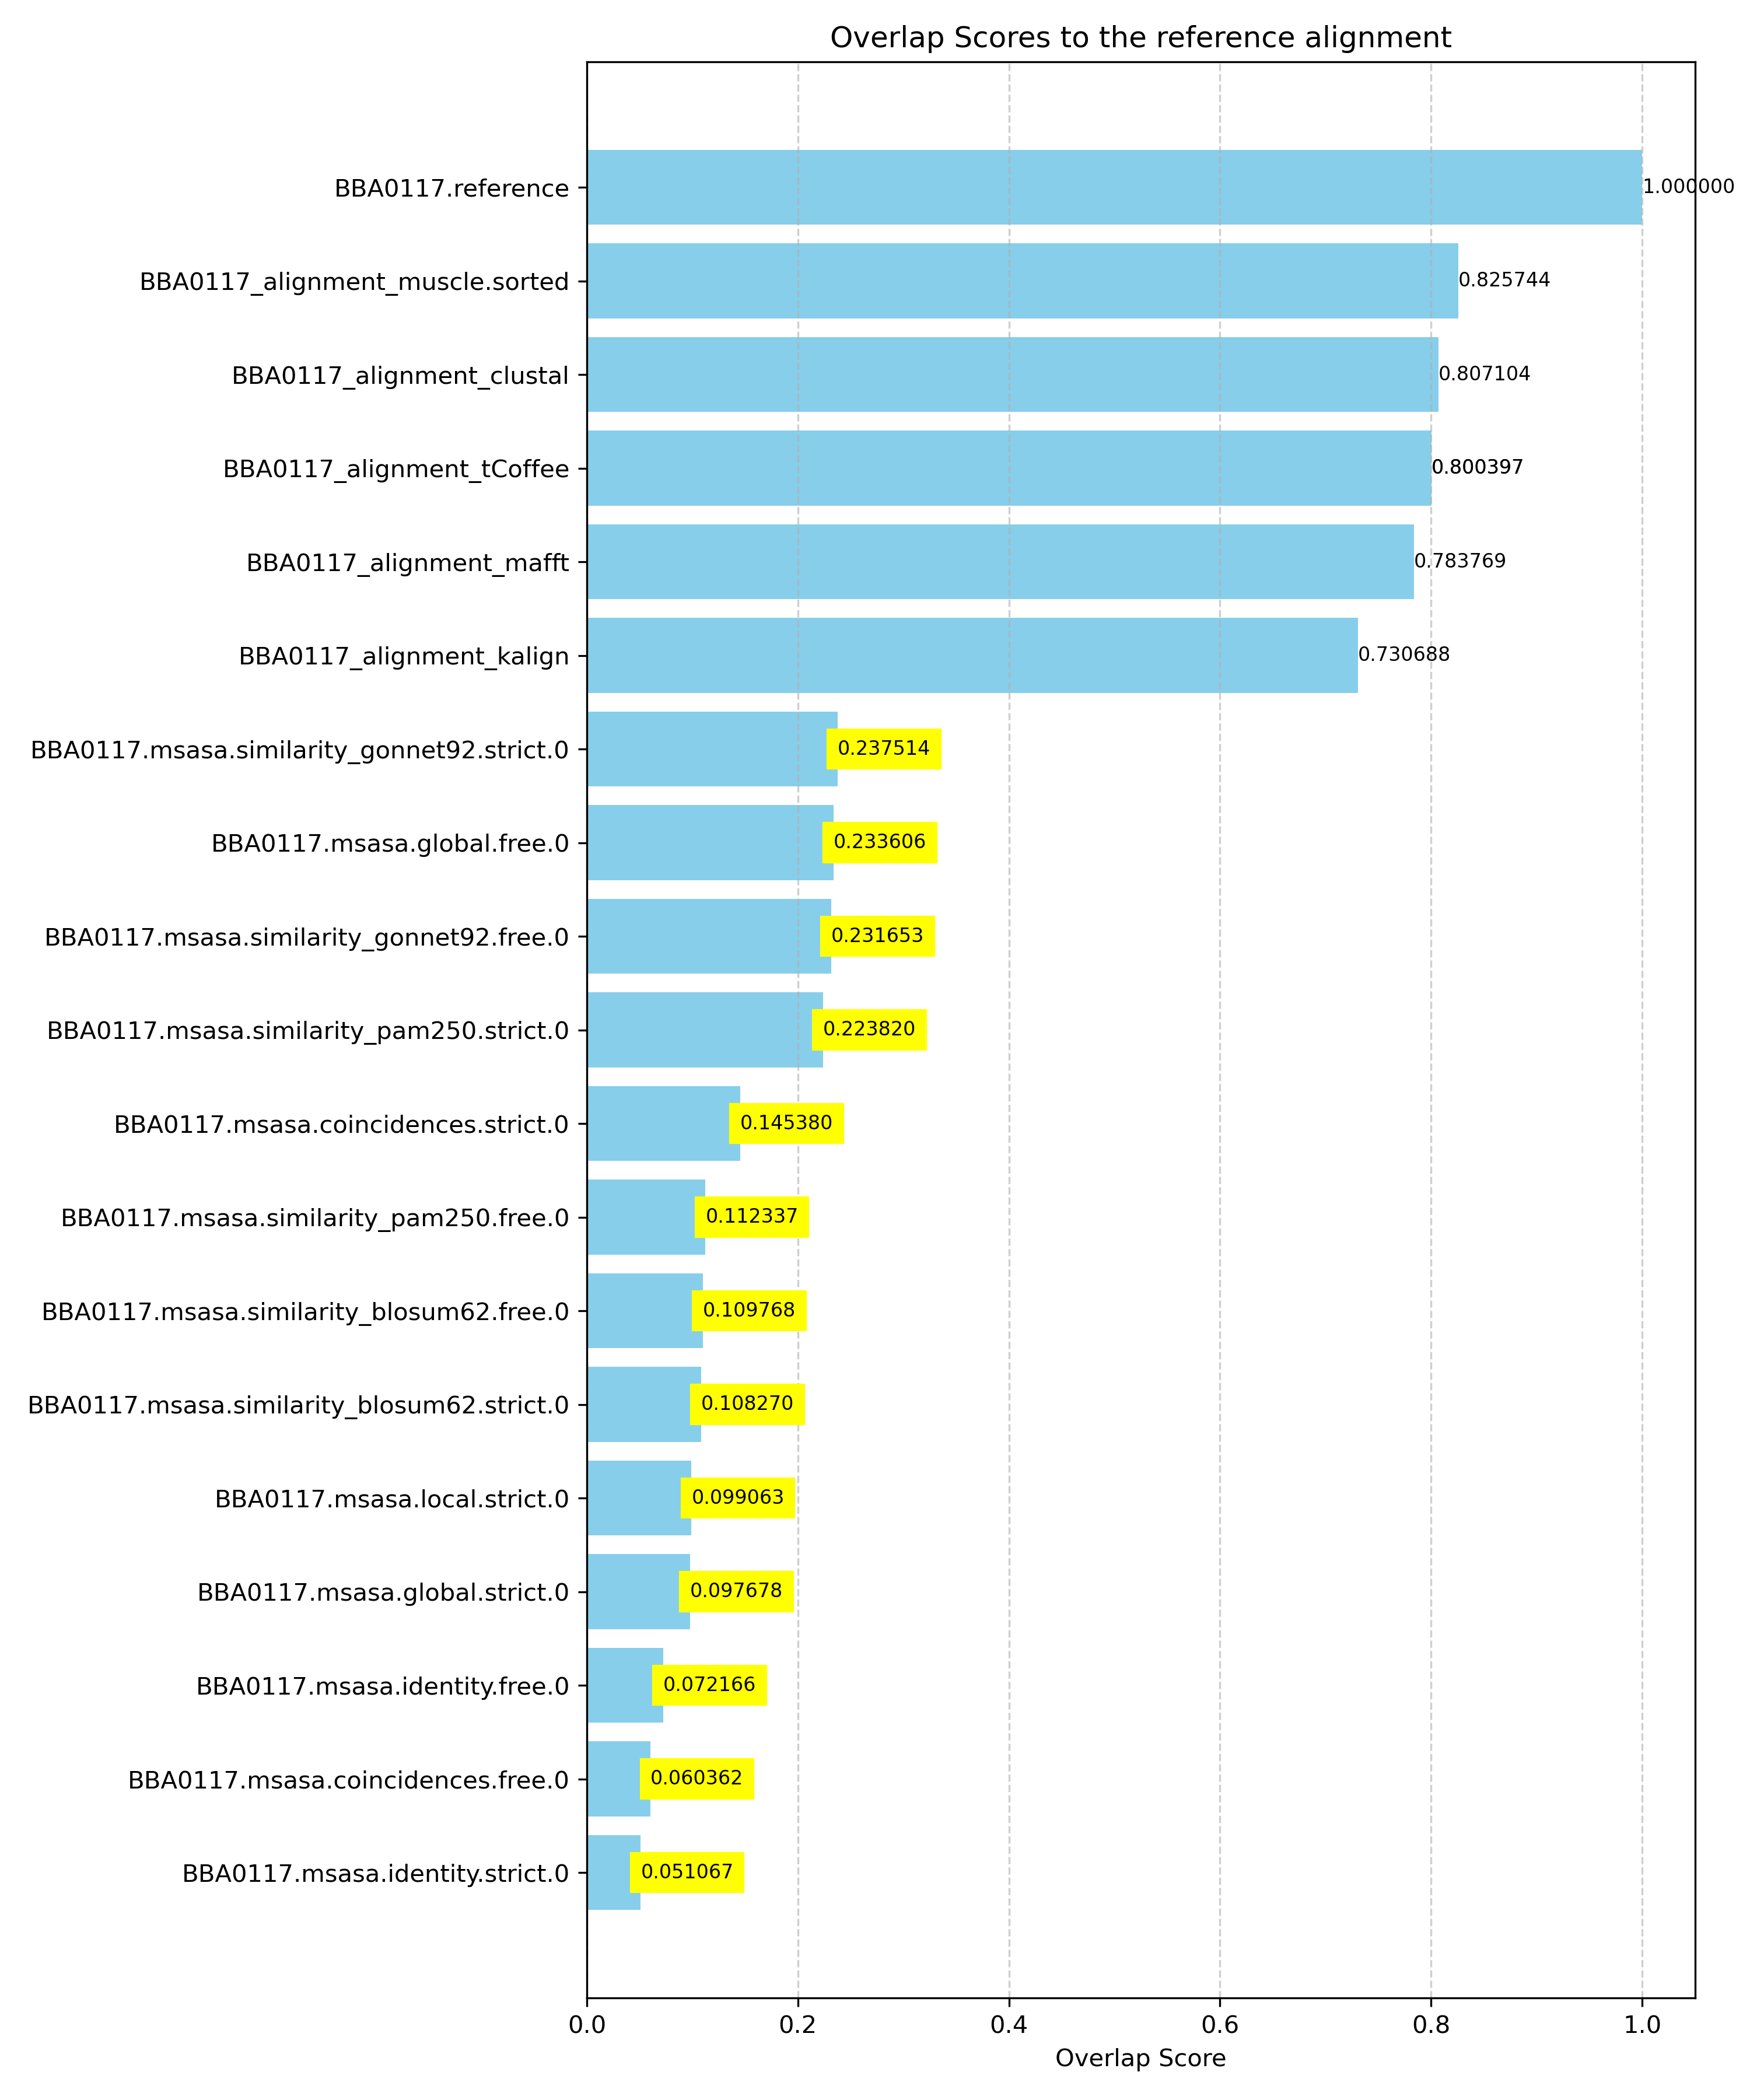 Overlap Scores to the reference alignment
BBA0117.reference 1.000000
BBA0117_alignment_muscle.sorted 0.825744
BBA0117_alignment_clustal 0.807104
BBA0117_alignment_tCoffee 0.800397
BBA0117_alignment_mafft 0.783769
BBA0117_alignment_kalign 0.730688
BBA0117.msasa.similarity_gonnet92.strict.0 0.237514
BBA0117.msasa.global.free.0 0.233606
BBA0117.msasa.similarity_gonnet92.free.0 0.231653
BBA0117.msasa.similarity_pam250.strict.0 0.223820
BBA0117.msasa.coincidences.strict.0 0.145380
BBA0117.msasa.similarity_pam250.free.0 0.112337
BBA0117.msasa.similarity_blosum62.free.0 0.109768
BBA0117.msasa.similarity_blosum62.strict.0 0.108270
BBA0117.msasa.local.strict.0 0.099063
BBA0117.msasa.global.strict.0 0.097678
BBA0117.msasa.identity.free.0 0.072166
BBA0117.msasa.coincidences.free.0 0.060362
BBA0117.msasa.identity.strict.0 0.051067
0.0 0.2 0.4 0.6 0.8 1.0
Overlap Score